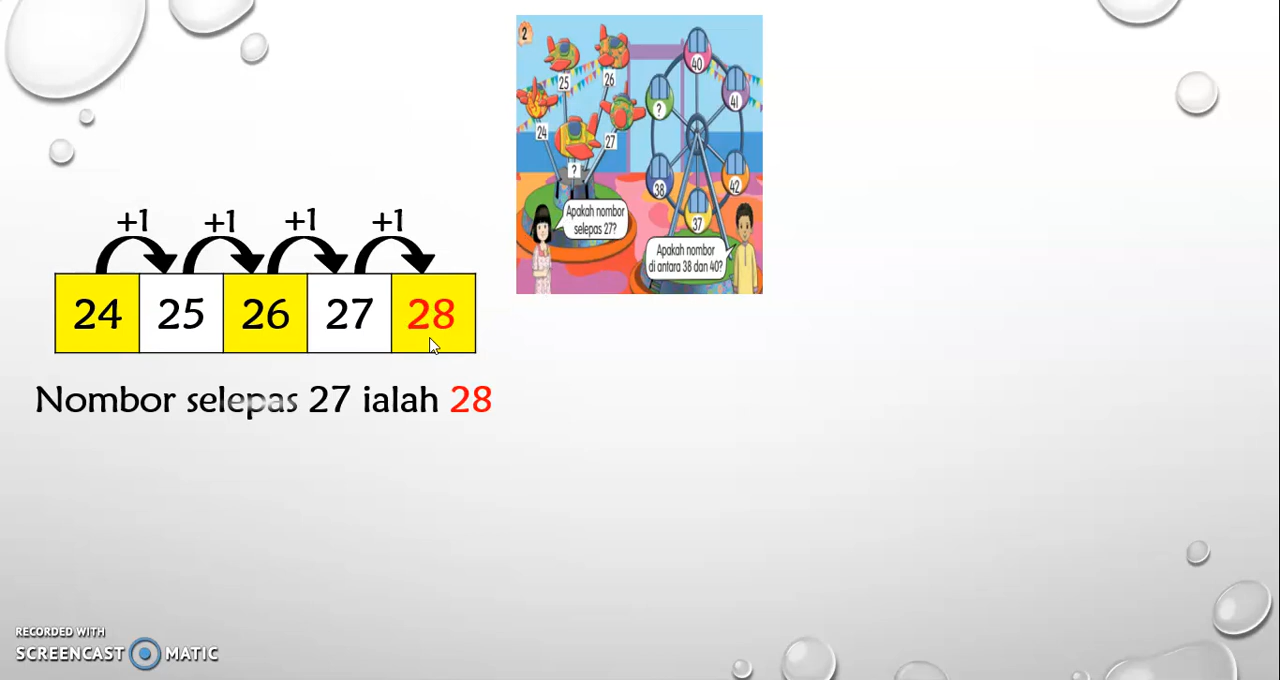 +1 +1 +1 +1
24 25 26 27 28
Nombor selepas 27 ialah 28
2
25
26
24
27
?
Apakah nombor
selepas 27?
40
?
41
38
42
37
Apakah nombor
di antara 38 dan 40?
RECORDED WITH
SCREENCAST MATIC